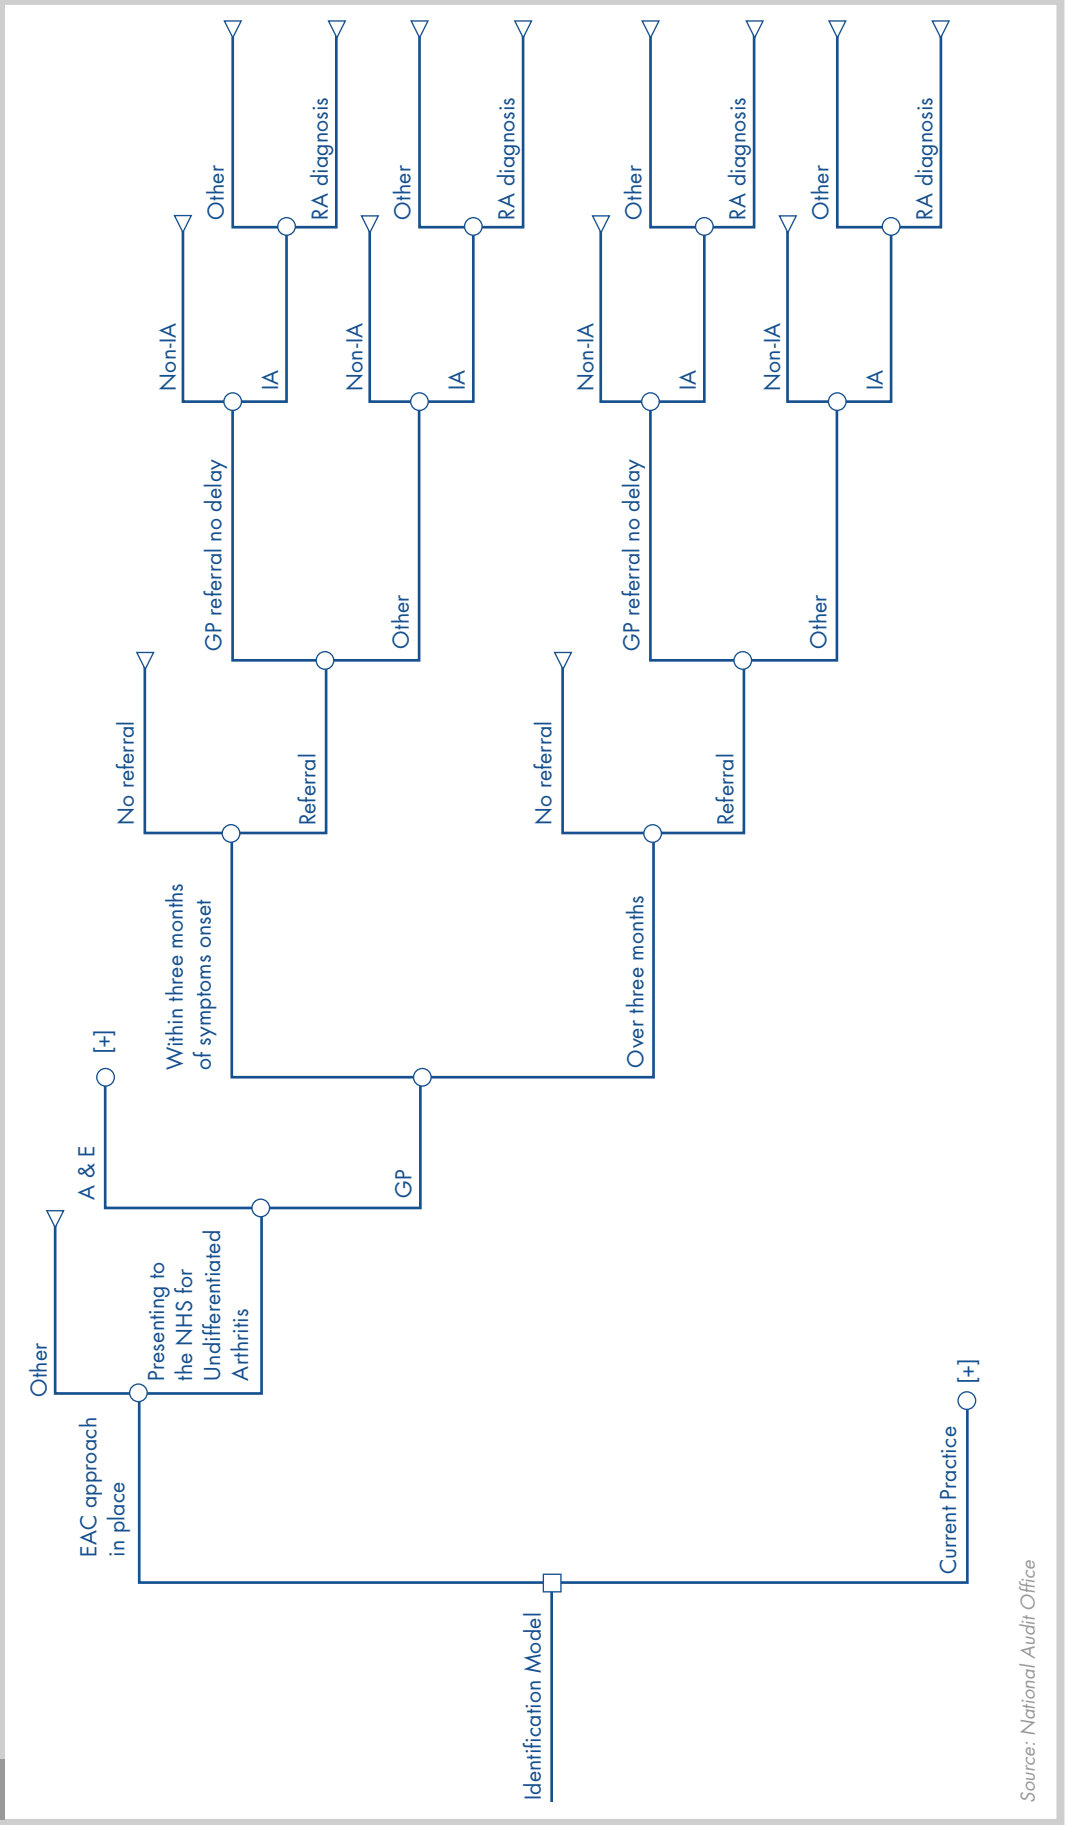 Identification Model
EAC approach
in place
Other
Presenting to
the NHS for
Undifferentiated
Arthritis
A & E
[+]
GP
Within three months
of symptoms onset
No referral
Referral
GP referral no delay
Non-IA
IA
Other
RA diagnosis
Other
Non-IA
IA
Other
RA diagnosis
Over three months
No referral
Referral
GP referral no delay
Non-IA
IA
Other
RA diagnosis
Other
Non-IA
IA
Other
RA diagnosis
Current Practice
[+]
Source: National Audit Office